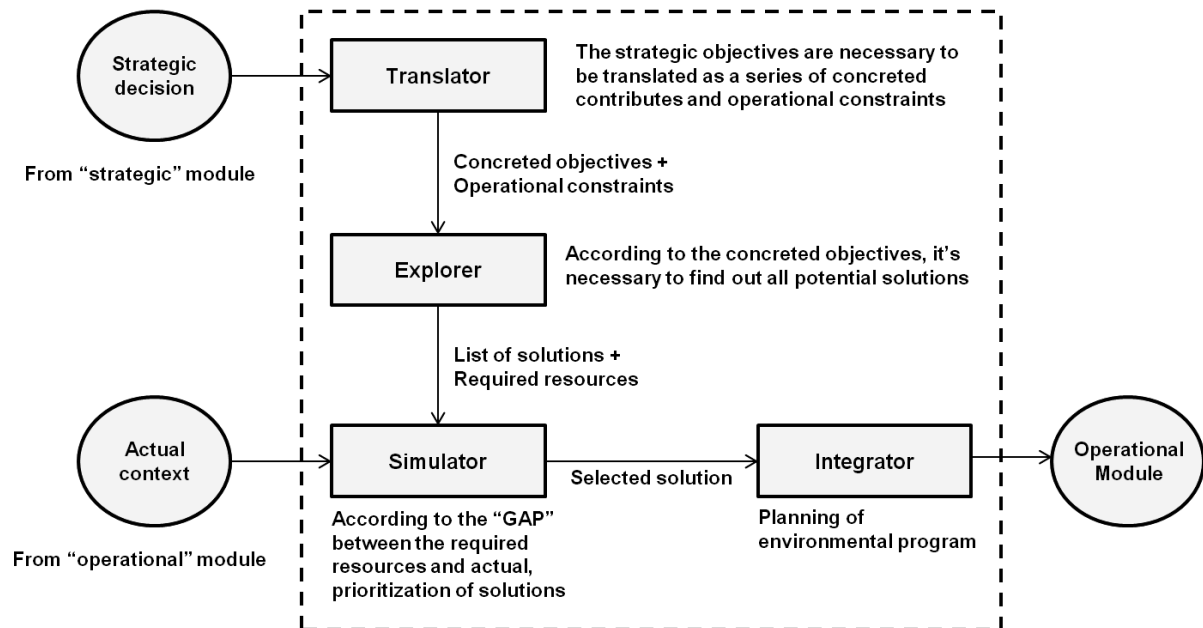 Strategic
decision
From “strategic” module
Translator
The strategic objectives are necessary to
be translated as a series of concreted
contributes and operational constraints
Concreted objectives +
Operational constraints
Explorer
According to the concreted objectives, it’s
necessary to find out all potential solutions
List of solutions +
Required resources
Actual
context
From “operational” module
Simulator
According to the “GAP”
between the required
resources and actual,
prioritization of solutions
Selected solution
Integrator
Planning of
environmental program
Operational
Module